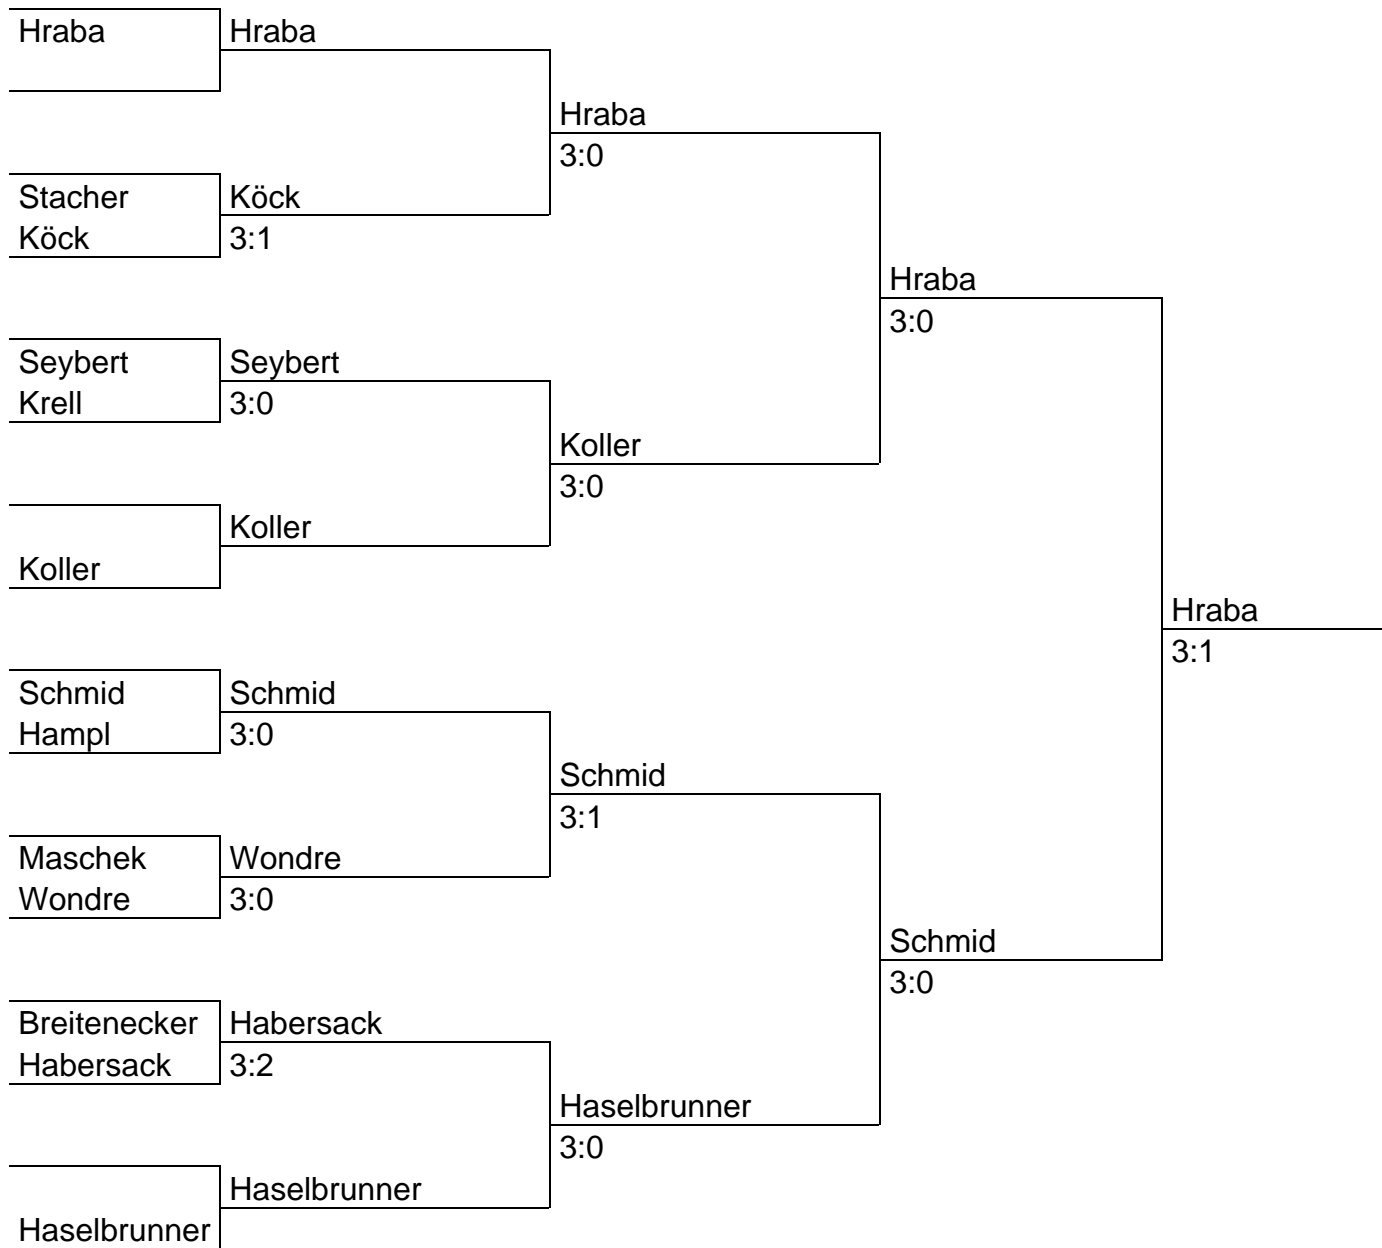 Hraba
Hraba
Hraba
3:0
Stacher
Köck
Köck
3:1
Hraba
3:0
Seybert
Seybert
Krell
3:0
Koller
3:0
Koller
Koller
Hraba
3:1
Schmid
Schmid
Hampl
3:0
Schmid
3:1
Maschek
Wondre
Wondre
3:0
Schmid
3:0
Breitenecker
Habersack
Habersack
3:2
Haselbrunner
3:0
Haselbrunner
Haselbrunner